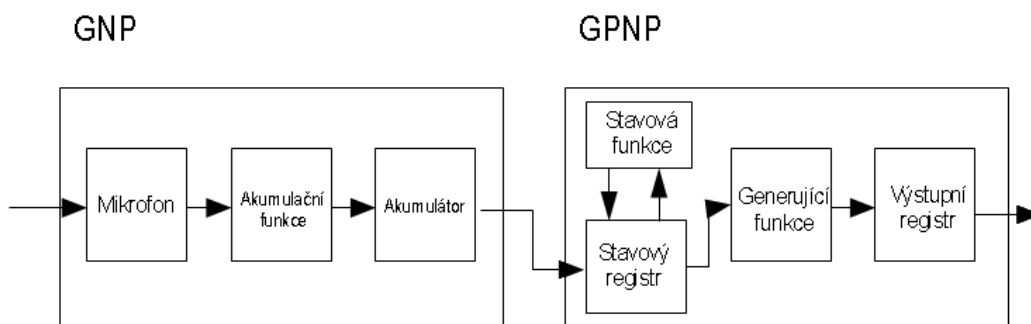 GNP
GPNP
Mikrofon
Akumulační
funkce
Akumulátor
Stavová
funkce
Stavový
registr
Generující
funkce
Výstupní
registr